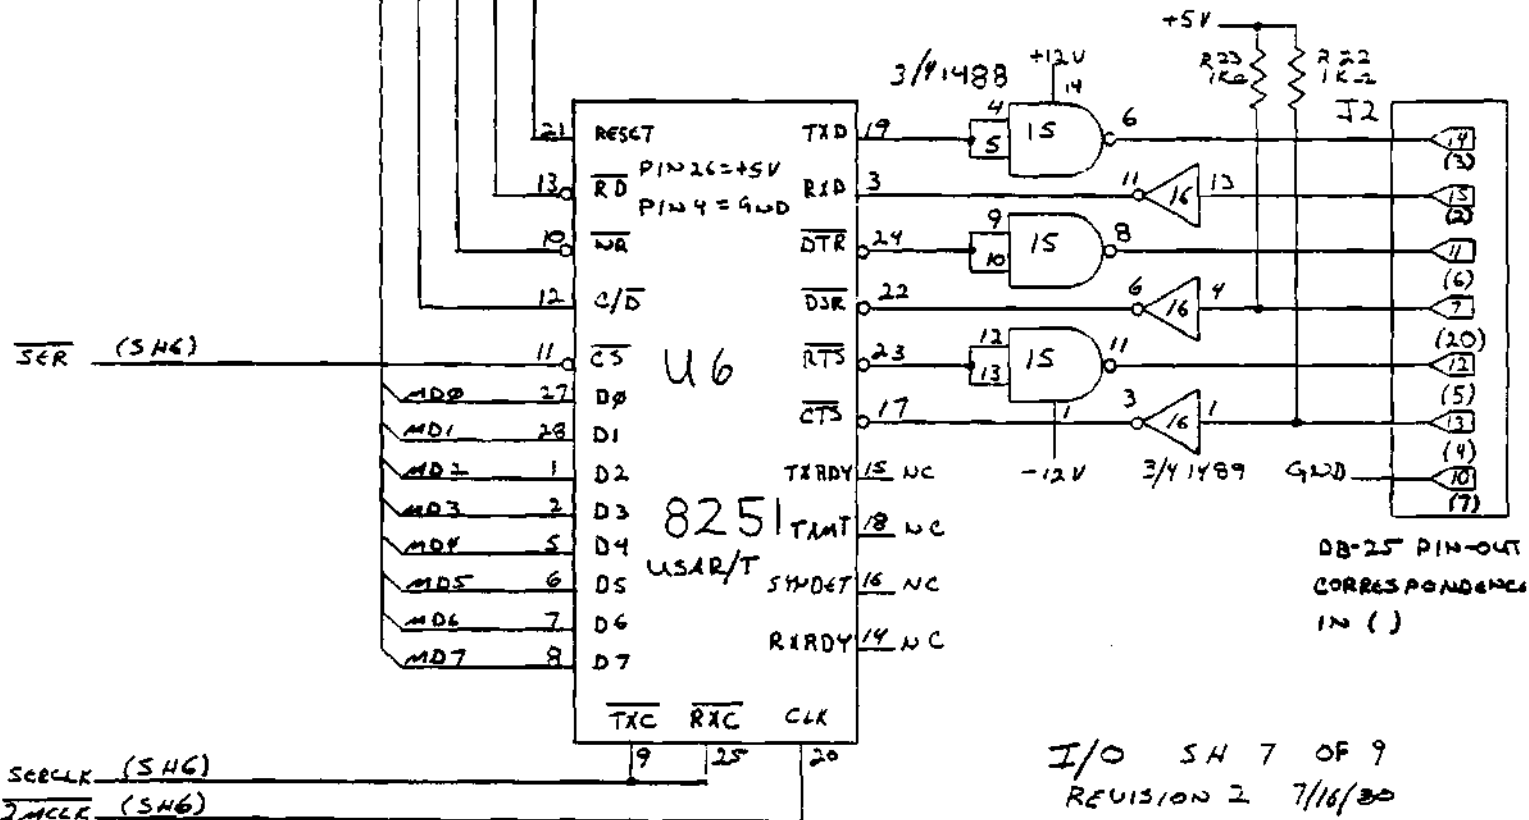 +5V
R23
1KΩ
R22
1KΩ
3/4 1488
+12V
14
J2
21 RESET TXD 19 4 5 15 6 14 (3)
PIN 26=+5V
13 RD RXD 3 11 16 13 15 (2)
PIN 4 = GND
10 WR DTR 24 9 10 15 8 11 (6)
12 C/D DSR 22 6 16 4 7 (20)
SER (SH6) 11 CS U6 RTS 23 12 13 15 11 12 (5)
MD0 27 D0 CTS 17 3 16 1 13 (4)
1
-12V
3/4 1489
GND 10 (7)
MD1 28 D1
MD2 1 D2 TXRDY 15 NC
MD3 2 D3 8251 TXMT 18 NC
MD4 5 D4 USAR/T
MD5 6 D5 SYNDET 16 NC
MD6 7 D6 RXRDY 14 NC
MD7 8 D7
DB-25 PIN-OUT
CORRESPONDENCE
IN ( )
TXC RXC CLK
9 25 20
SERCLK (SH6)
2MCLK (SH6)
I/O SH 7 OF 9
REVISION 2 7/16/80